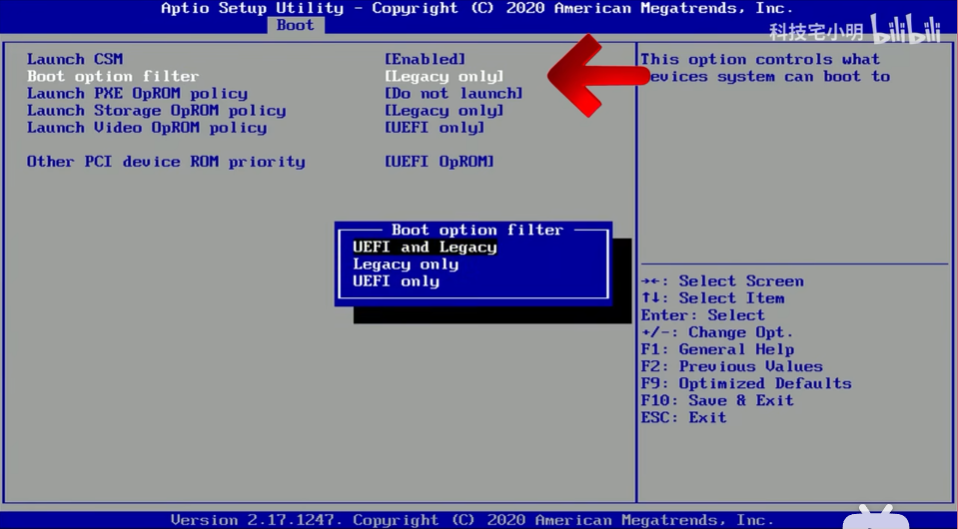 Aptio Setup Utility - Copyright (C) 2020 American Megatrends, Inc.
Boot
科技宅小明 bilibili
Launch CSM [Enabled]
Boot option filter [Legacy only]
Launch PXE OpROM policy [Do not launch]
Launch Storage OpROM policy [Legacy only]
Launch Video OpROM policy [UEFI only]
Other PCI device ROM priority [UEFI OpROM]
This option controls what
devices system can boot to
Boot option filter
UEFI and Legacy
Legacy only
UEFI only
→←: Select Screen
↑↓: Select Item
Enter: Select
+/-: Change Opt.
F1: General Help
F2: Previous Values
F9: Optimized Defaults
F10: Save & Exit
ESC: Exit
Version 2.17.1247. Copyright (C) 2020 American Megatrends, Inc.